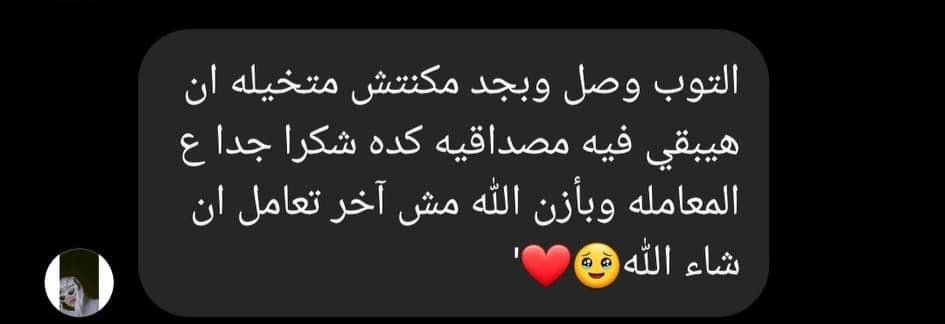 التوب وصل وبجد مكنتش متخيله ان
هيبقي فيه مصداقيه كده شكرا جدا ع
المعامله وبأزن الله مش آخر تعامل ان
شاء الله🥹❤️'